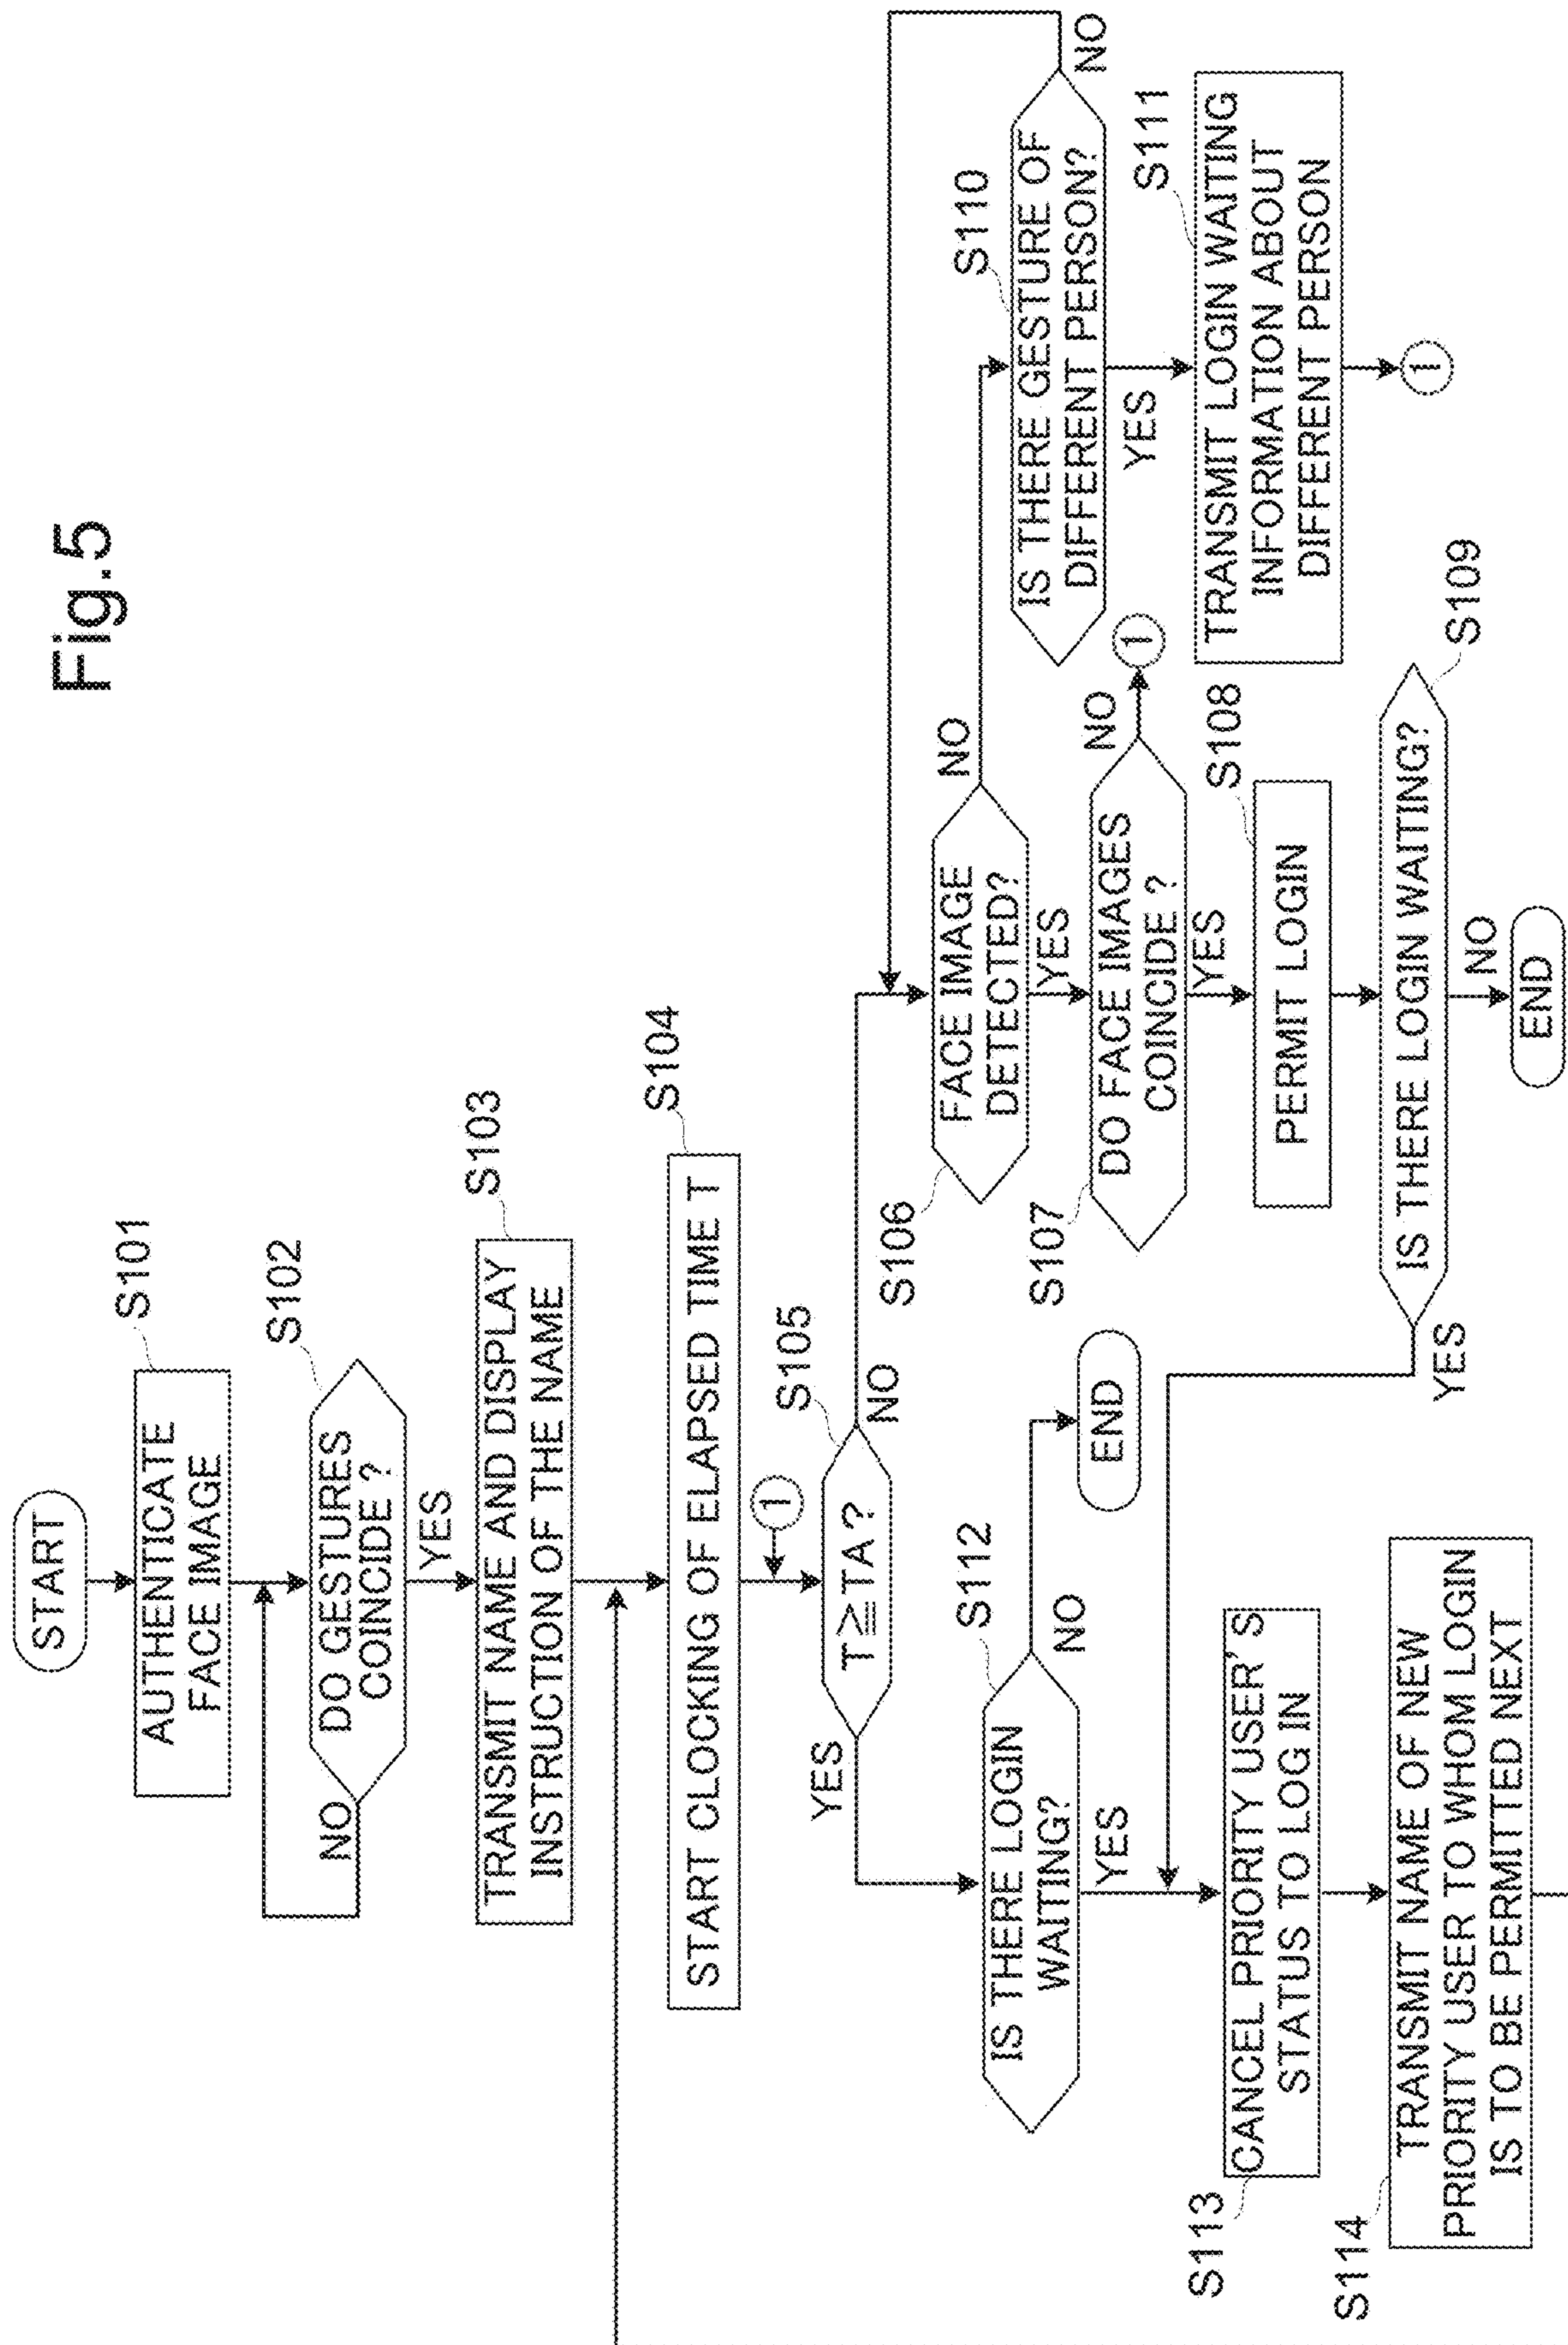 Fig.5
START
S101
AUTHENTICATE
FACE IMAGE
S102
DO GESTURES
COINCIDE ?
NO
YES
S103
TRANSMIT NAME AND DISPLAY
INSTRUCTION OF THE NAME
S104
START CLOCKING OF ELAPSED TIME T
1
S105
T≧TA ?
YES
NO
S106
FACE IMAGE
DETECTED?
NO
YES
S110
IS THERE GESTURE OF
DIFFERENT PERSON?
NO
YES
S111
TRANSMIT LOGIN WAITING
INFORMATION ABOUT
DIFFERENT PERSON
1
S107
DO FACE IMAGES
COINCIDE ?
NO
1
YES
S108
PERMIT LOGIN
S109
IS THERE LOGIN WAITING?
YES
NO
END
S112
IS THERE LOGIN
WAITING?
NO
END
YES
S113
CANCEL PRIORITY USER'S
STATUS TO LOG IN
S114
TRANSMIT NAME OF NEW
PRIORITY USER TO WHOM LOGIN
IS TO BE PERMITTED NEXT